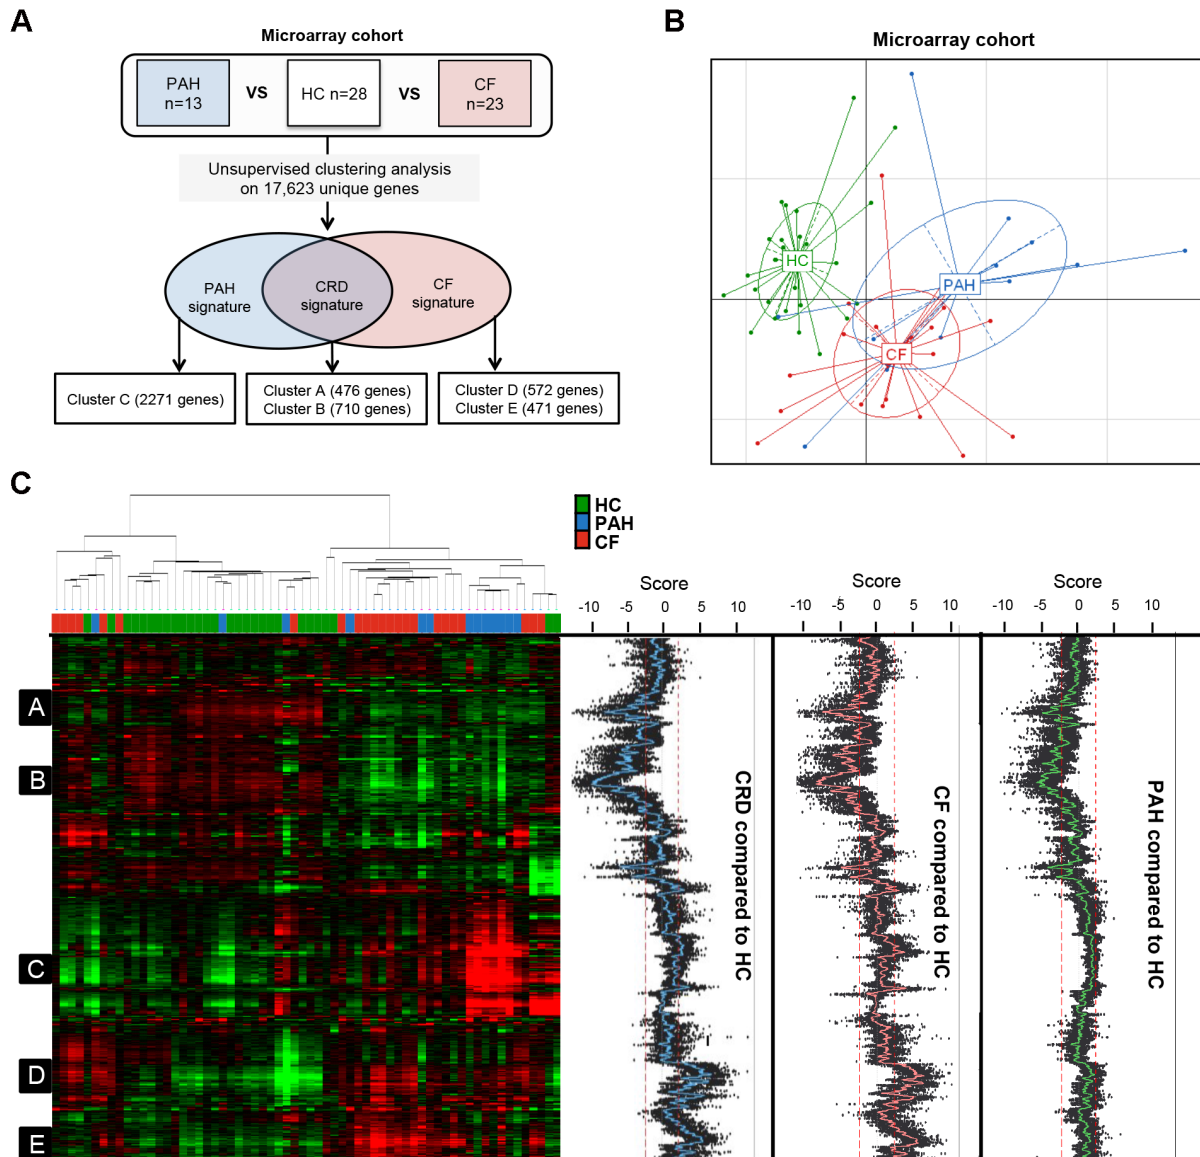 A
Microarray cohort
PAH
n=13
VS
HC n=28
VS
CF
n=23
Unsupervised clustering analysis
on 17,623 unique genes
PAH
signature
CRD
signature
CF
signature
Cluster C (2271 genes)
Cluster A (476 genes)
Cluster B (710 genes)
Cluster D (572 genes)
Cluster E (471 genes)
B
Microarray cohort
HC
PAH
CF
C
HC
PAH
CF
A
B
C
D
E
Score
-10 -5 0 5 10
CRD compared to HC
Score
-10 -5 0 5 10
CF compared to HC
Score
-10 -5 0 5 10
PAH compared to HC